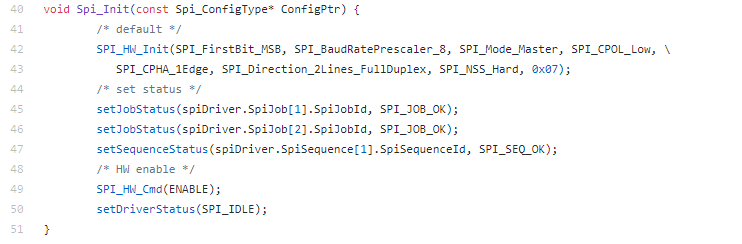 40 void Spi_Init(const Spi_ConfigType* ConfigPtr) {
41 /* default */
42 SPI_HW_Init(SPI_FirstBit_MSB, SPI_BaudRatePrescaler_8, SPI_Mode_Master, SPI_CPOL_Low, \
43 SPI_CPHA_1Edge, SPI_Direction_2Lines_FullDuplex, SPI_NSS_Hard, 0x07);
44 /* set status */
45 setJobStatus(spiDriver.SpiJob[1].SpiJobId, SPI_JOB_OK);
46 setJobStatus(spiDriver.SpiJob[2].SpiJobId, SPI_JOB_OK);
47 setSequenceStatus(spiDriver.SpiSequence[1].SpiSequenceId, SPI_SEQ_OK);
48 /* HW enable */
49 SPI_HW_Cmd(ENABLE);
50 setDriverStatus(SPI_IDLE);
51 }